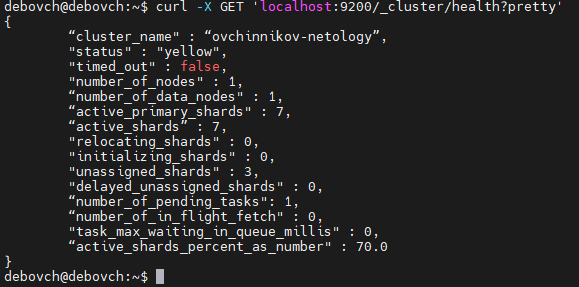 debovch@debovch:~$ curl -X GET 'localhost:9200/_cluster/health?pretty'
{
“cluster_name" : “ovchinnikov-netology”,
"status" : "yellow",
"timed_out" : false,
"number_of_nodes" : 1,
“number_of_data_nodes" : 1,
“active_primary_shards" : 7,
“active_shards” : 7,
"relocating_shards" : 0,
"initializing_shards" : 0,
"unassigned_shards" : 3,
"delayed_unassigned_shards" : 0,
“number_of_pending_tasks": 1,
“number_of_in_flight_fetch" : 0,
"task_max_waiting_in_queue_millis" : 0,
“active_shards_percent_as_number" : 70.0
}
debovch@debovch:~$